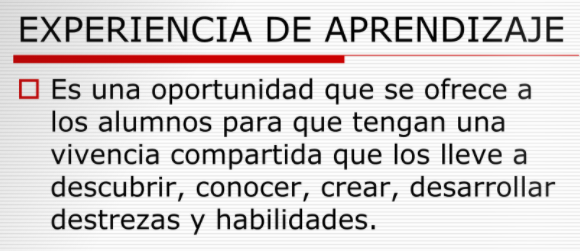 EXPERIENCIA DE APRENDIZAJE
Es una oportunidad que se ofrece a
los alumnos para que tengan una
vivencia compartida que los lleve a
descubrir, conocer, crear, desarrollar
destrezas y habilidades.